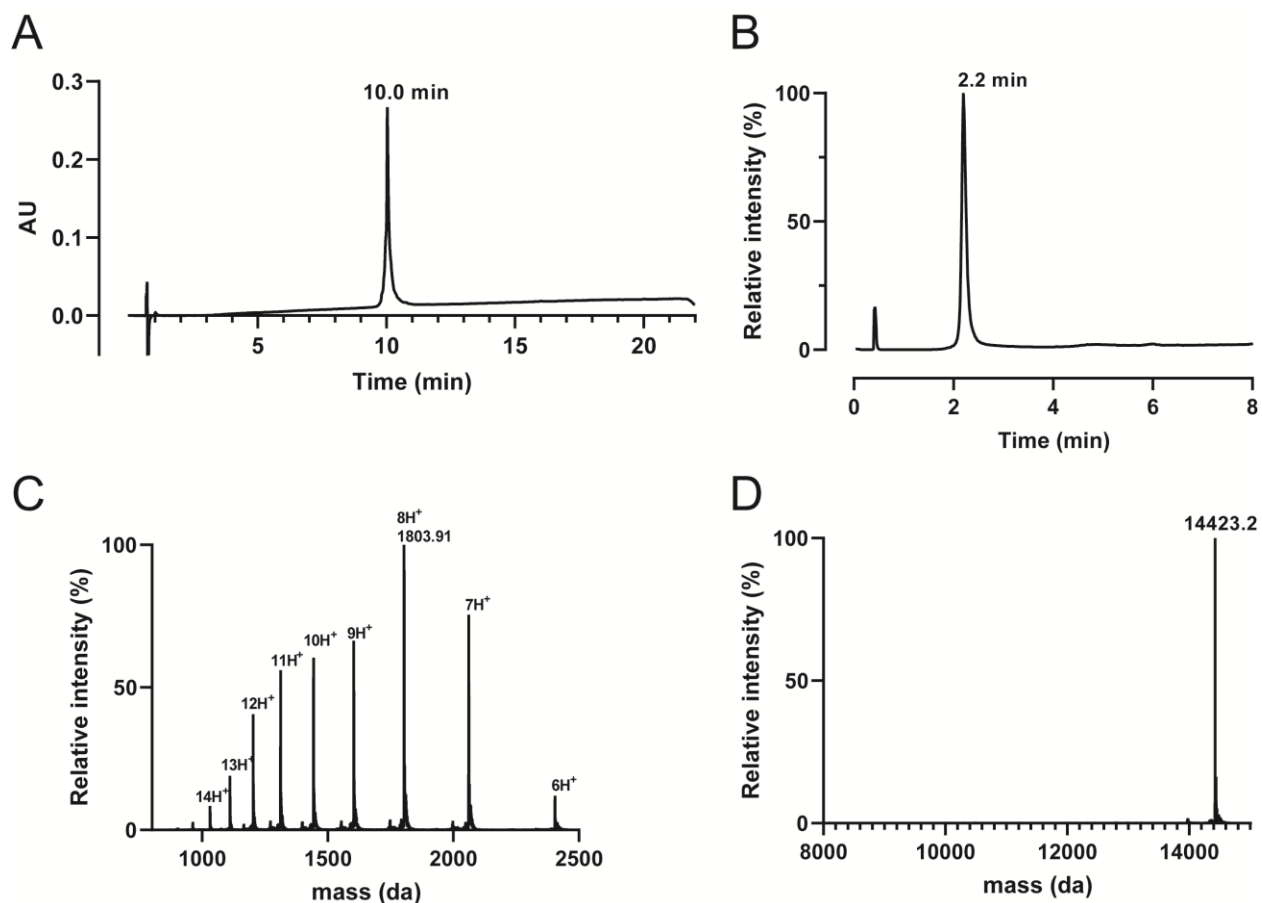 A
10.0 min
0.3
0.2
0.1
0.0
AU
5
10
15
20
Time (min)
B
2.2 min
100
50
0
Relative intensity (%)
0
2
4
6
8
Time (min)
C
8H⁺
1803.91
100
50
0
Relative intensity (%)
14H⁺
13H⁺
12H⁺
11H⁺
10H⁺
9H⁺
7H⁺
6H⁺
1000
1500
2000
2500
mass (da)
D
14423.2
100
50
0
Relative intensity (%)
8000
10000
12000
14000
mass (da)